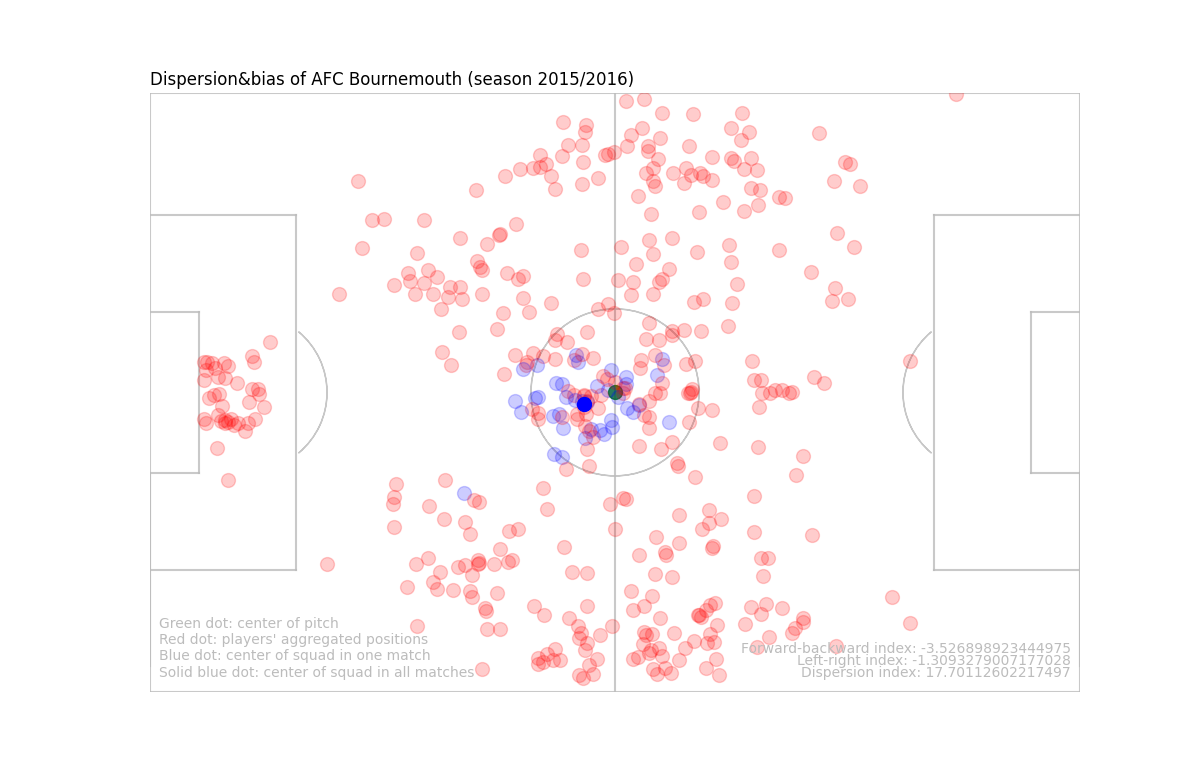 Dispersion&bias of AFC Bournemouth (season 2015/2016)
Green dot: center of pitch
Red dot: players' aggregated positions
Blue dot: center of squad in one match
Solid blue dot: center of squad in all matches
Forward-backward index: -3.526898923444975
Left-right index: -1.3093279007177028
Dispersion index: 17.70112602217497